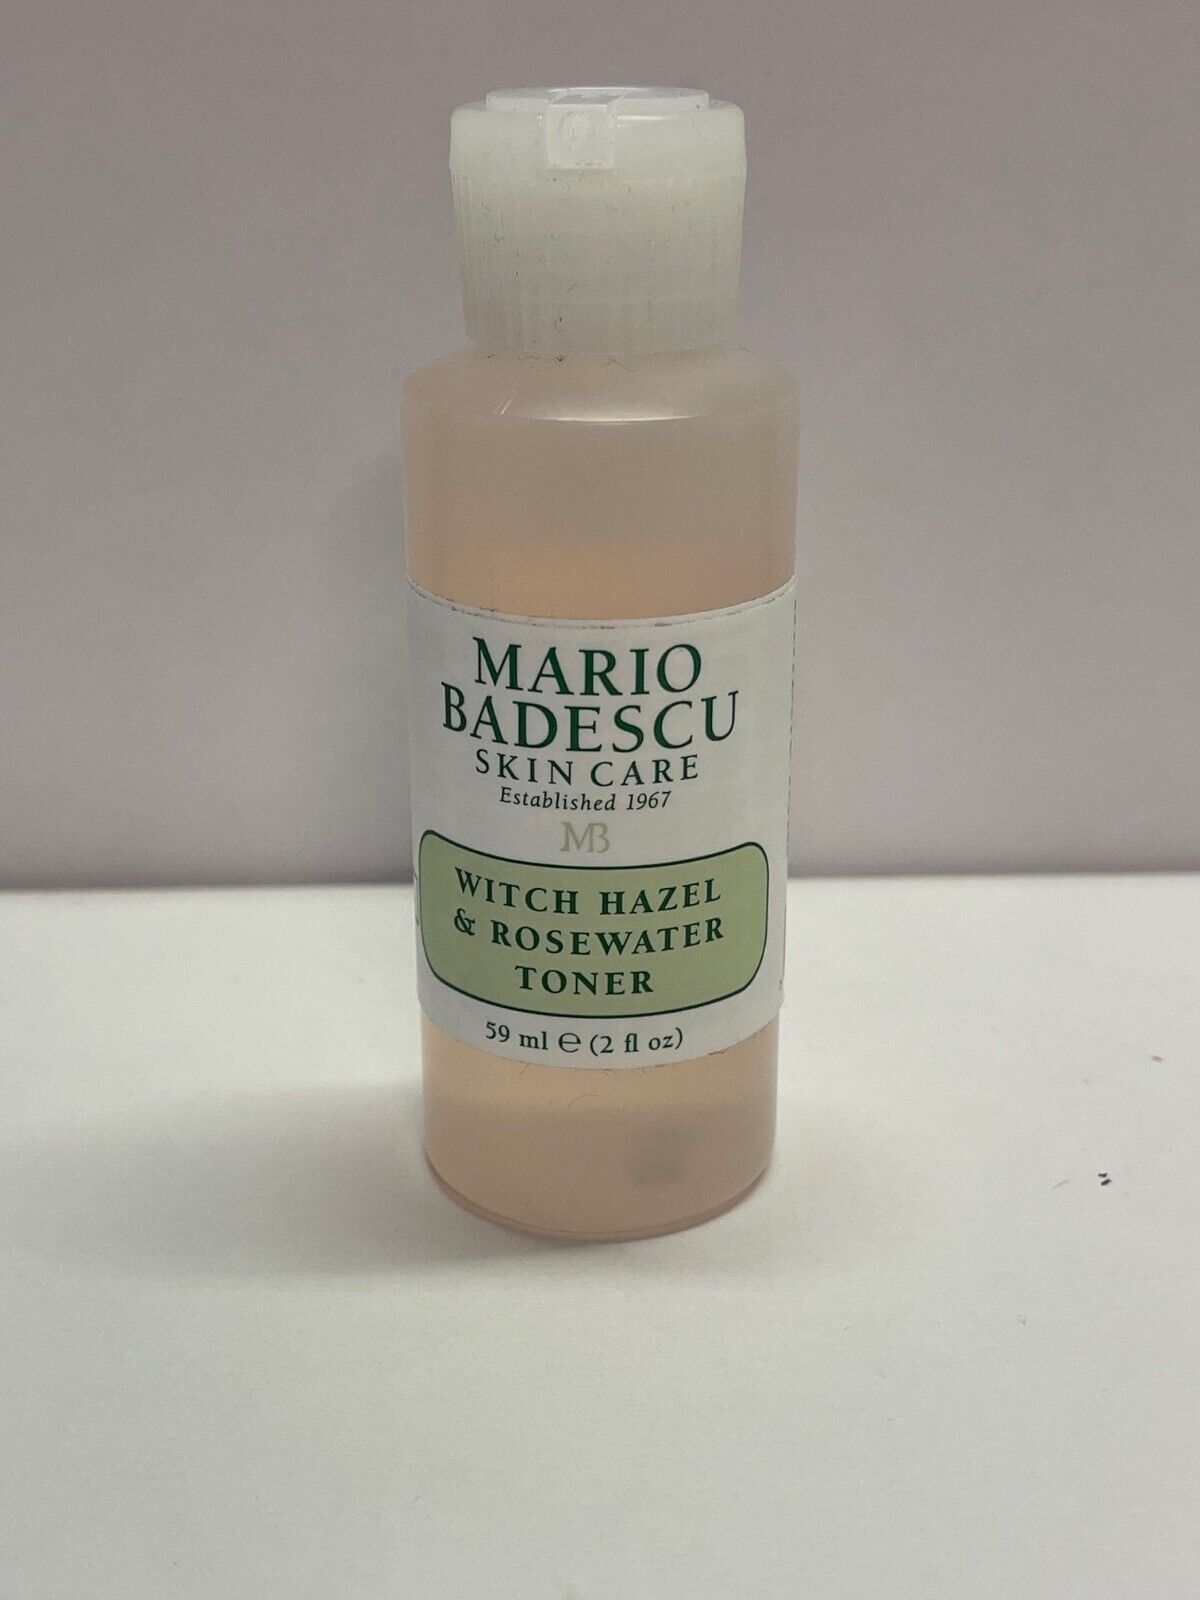 MARIO
BADESCU
SKIN CARE
Established 1967
MB
WITCH HAZEL
& ROSEWATER
TONER
59 ml ℮ (2 fl oz)